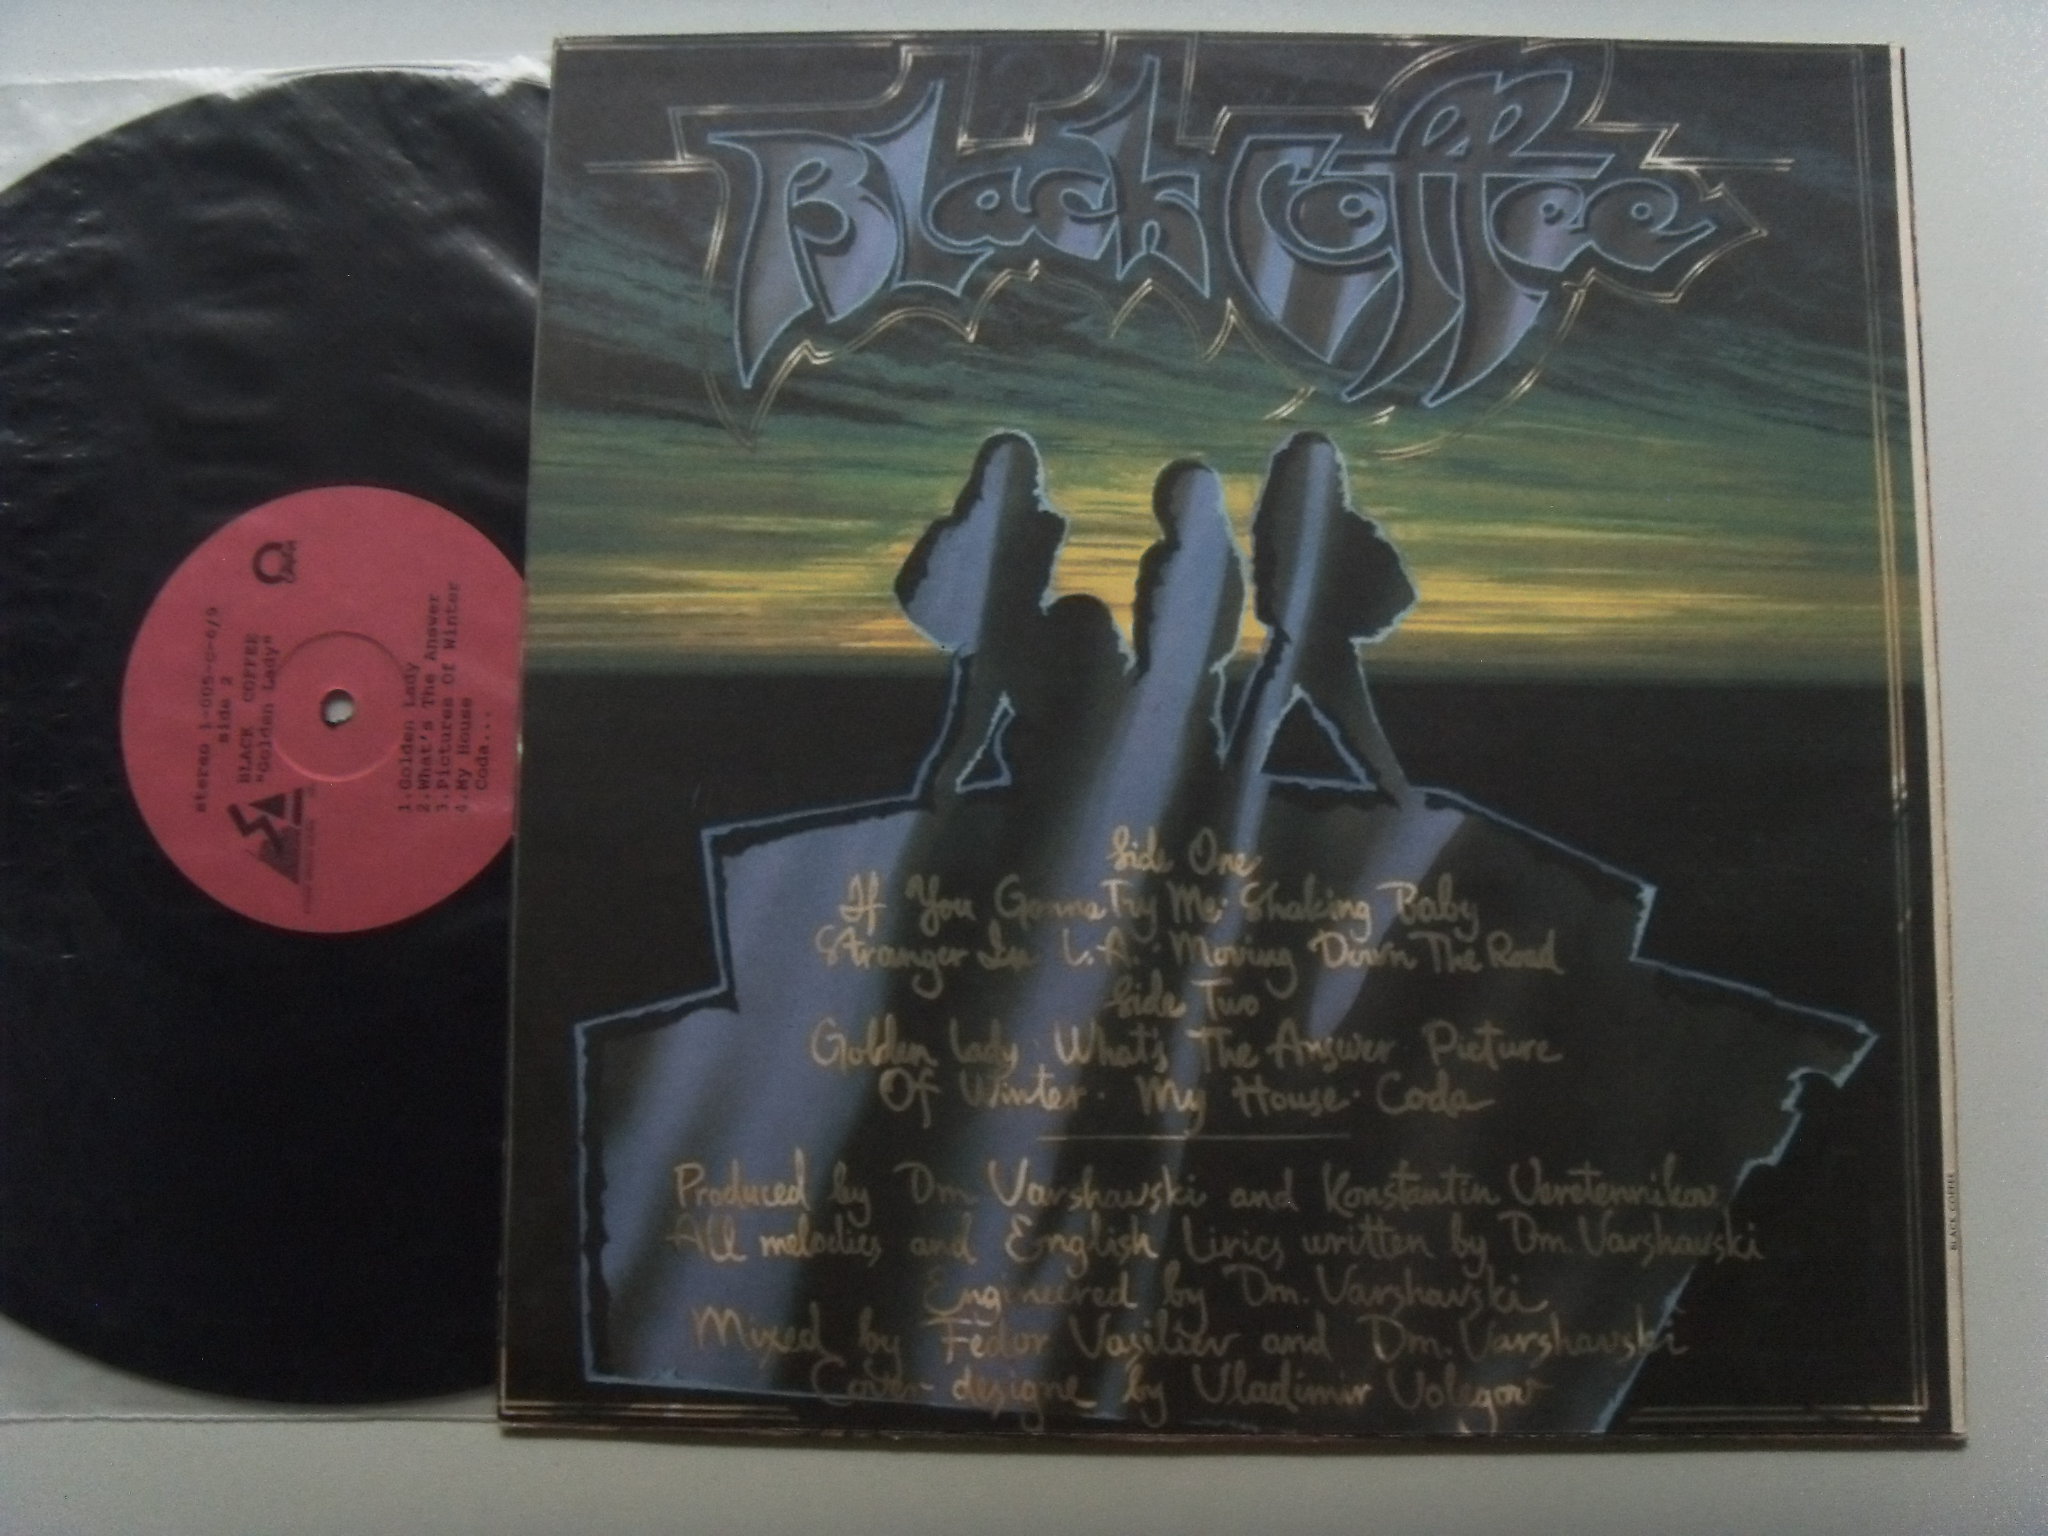 Black Coffee
Side One
If You Gonna Try Me · Shaking Baby
Stranger In L.A. · Moving Down The Road
Side Two
Golden Lady · What's The Answer Picture
Of Winter · My House · Coda
Produced by Dm Varshawski and Konstantin Veretennikov
All melodies and English Lirics written by Dm. Varshavski
Engineered by Dm. Varshavski
Mixed by Fedor Vasiliev and Dm. Varshavski
Cover designe by Vladimir Volegov
BLACK COFFEE
side 2
BLACK COFFEE
"Golden Lady"
1.Golden Lady
2.What's The Answer
3.Pictures Of Winter
4.My House
Coda...